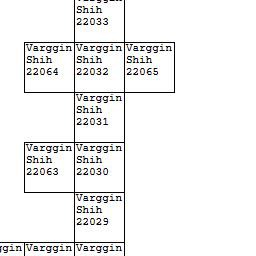 Varggin
Shih
22033
Varggin Varggin Varggin
Shih Shih Shih
22064 22032 22065
Varggin
Shih
22031
Varggin Varggin
Shih Shih
22063 22030
Varggin
Shih
22029
ggin Varggin Varggin